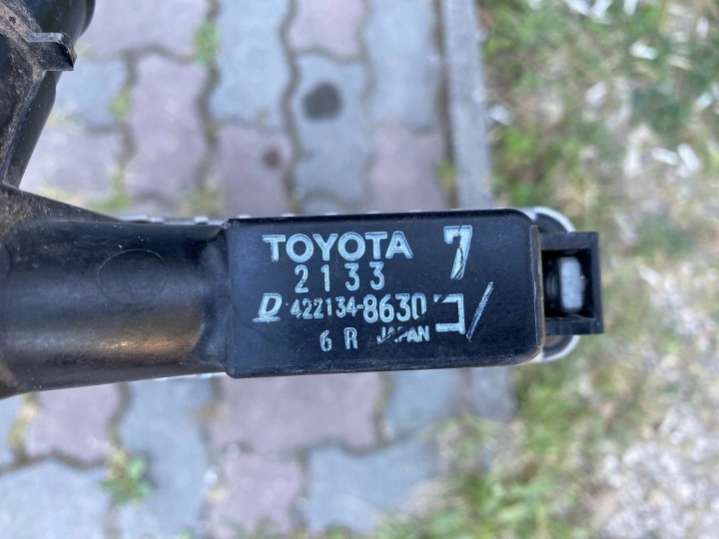 TOYOTA 7
2133
D 422134-8630 コ/
6 R JAPAN